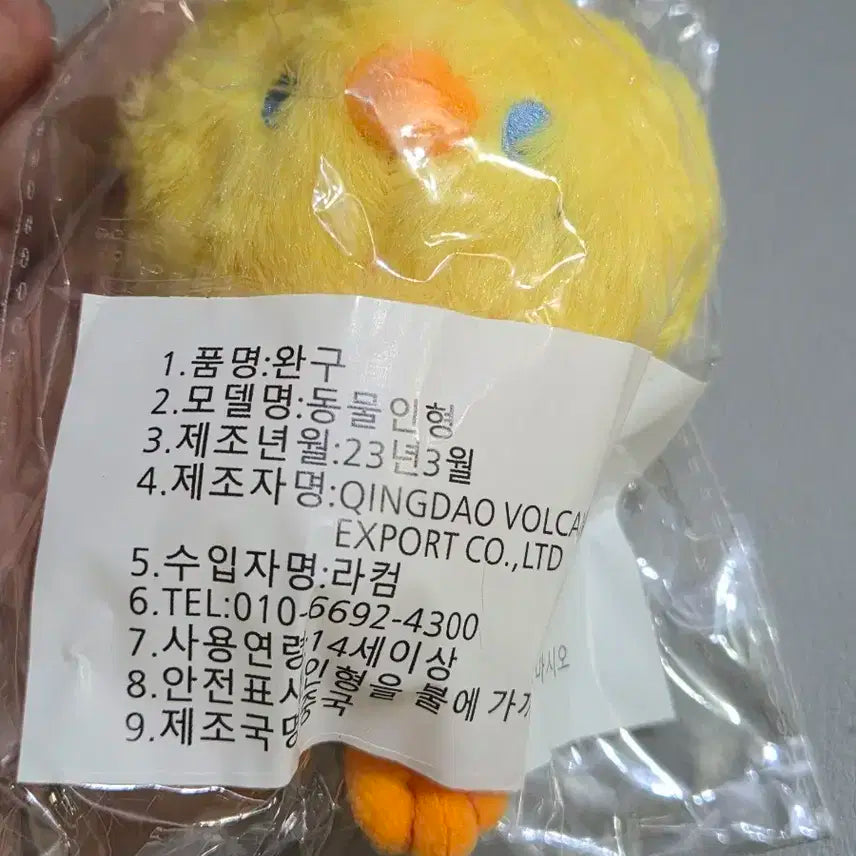 1.품명:완구
2.모델명:동물인형
3.제조년월:23년3월
4.제조자명:QINGDAO
EXPORT CO.,LTD
5.수입자명:라컴
6.TEL:010-6692-4300
7.사용연령14세이상
8.안전표시 인형을 불에
9.제조국명 중국